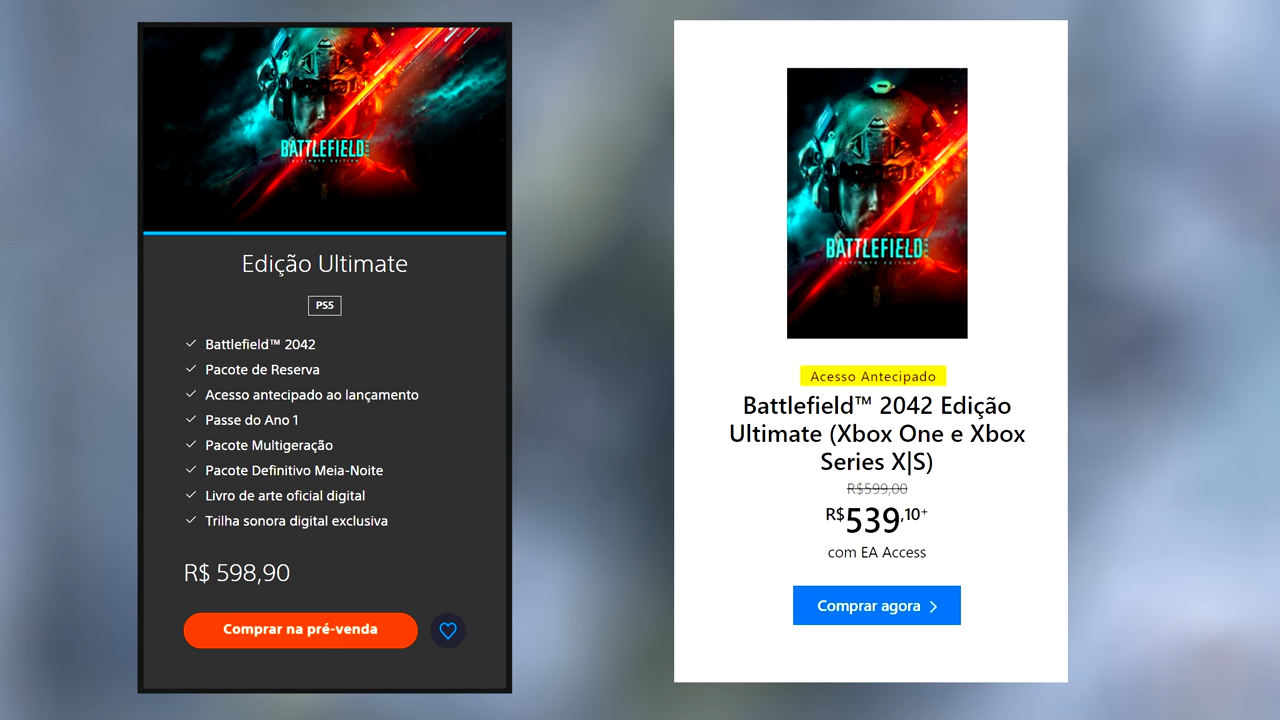 BATTLEFIELD
ULTIMATE EDITION
Edição Ultimate
PS5
Battlefield™ 2042
Pacote de Reserva
Acesso antecipado ao lançamento
Passe do Ano 1
Pacote Multigeração
Pacote Definitivo Meia-Noite
Livro de arte oficial digital
Trilha sonora digital exclusiva
R$ 598,90
Comprar na pré-venda
BATTLEFIELD
ULTIMATE EDITION
Acesso Antecipado
Battlefield™ 2042 Edição
Ultimate (Xbox One e Xbox
Series X|S)
R$599,00
R$539,10+
com EA Access
Comprar agora